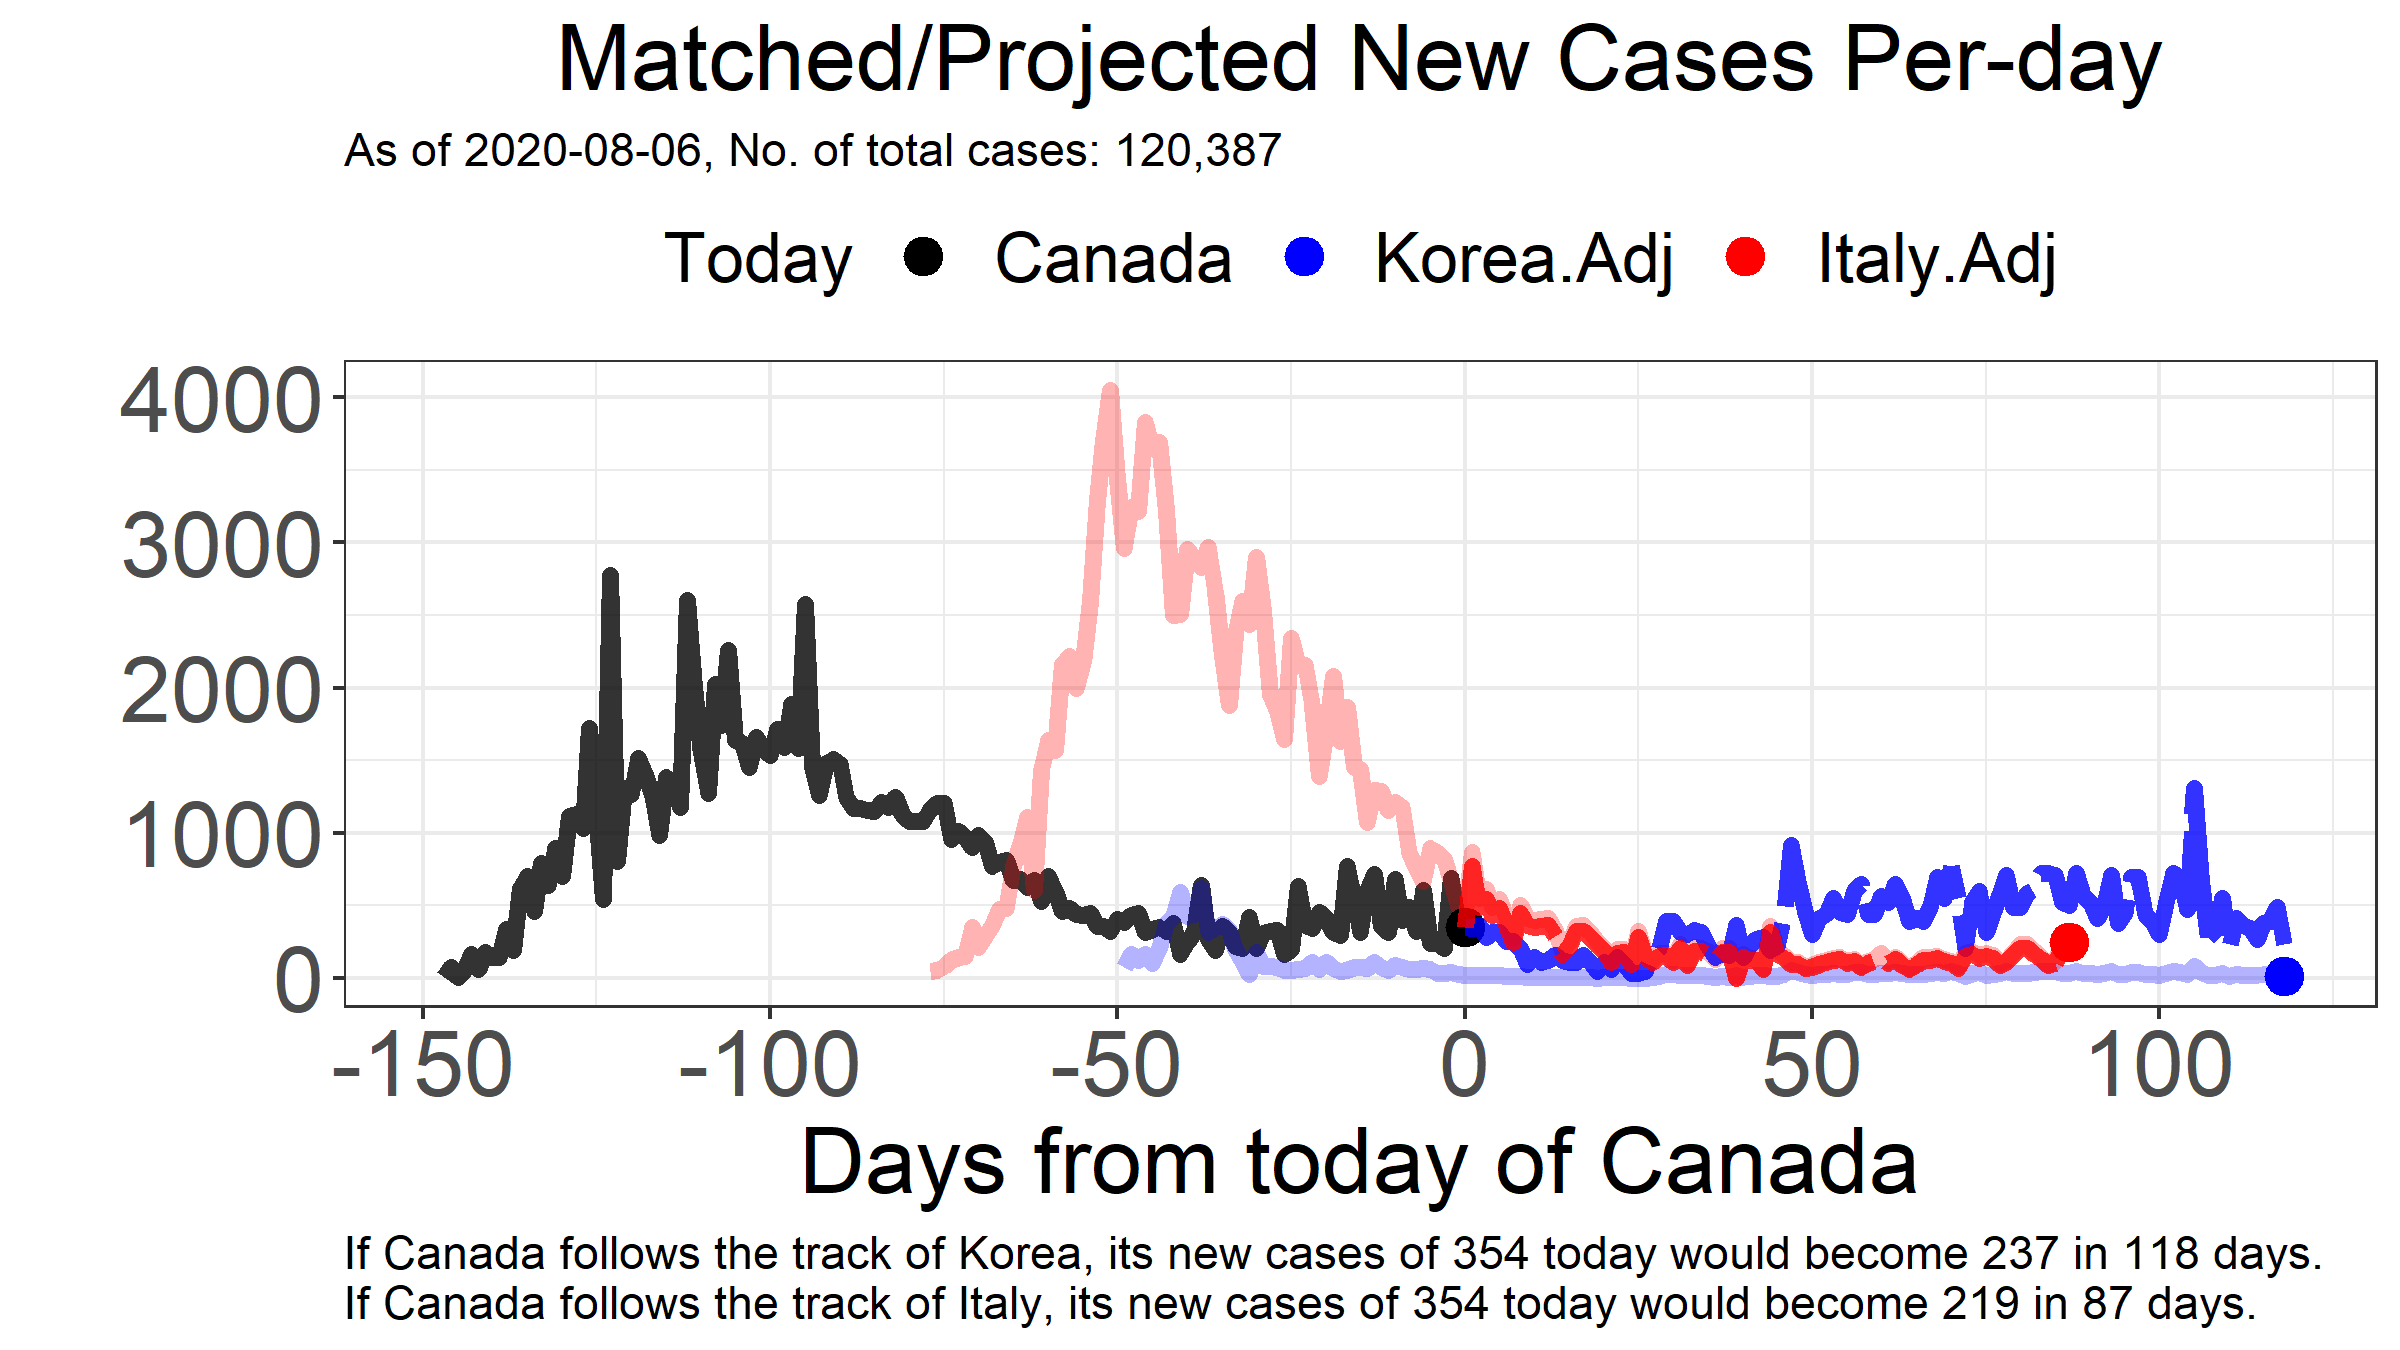 Matched/Projected New Cases Per-day
As of 2020-08-06, No. of total cases: 120,387
Today Canada Korea.Adj Italy.Adj
4000
3000
2000
1000
0
-150 -100 -50 0 50 100
Days from today of Canada
If Canada follows the track of Korea, its new cases of 354 today would become 237 in 118 days.
If Canada follows the track of Italy, its new cases of 354 today would become 219 in 87 days.